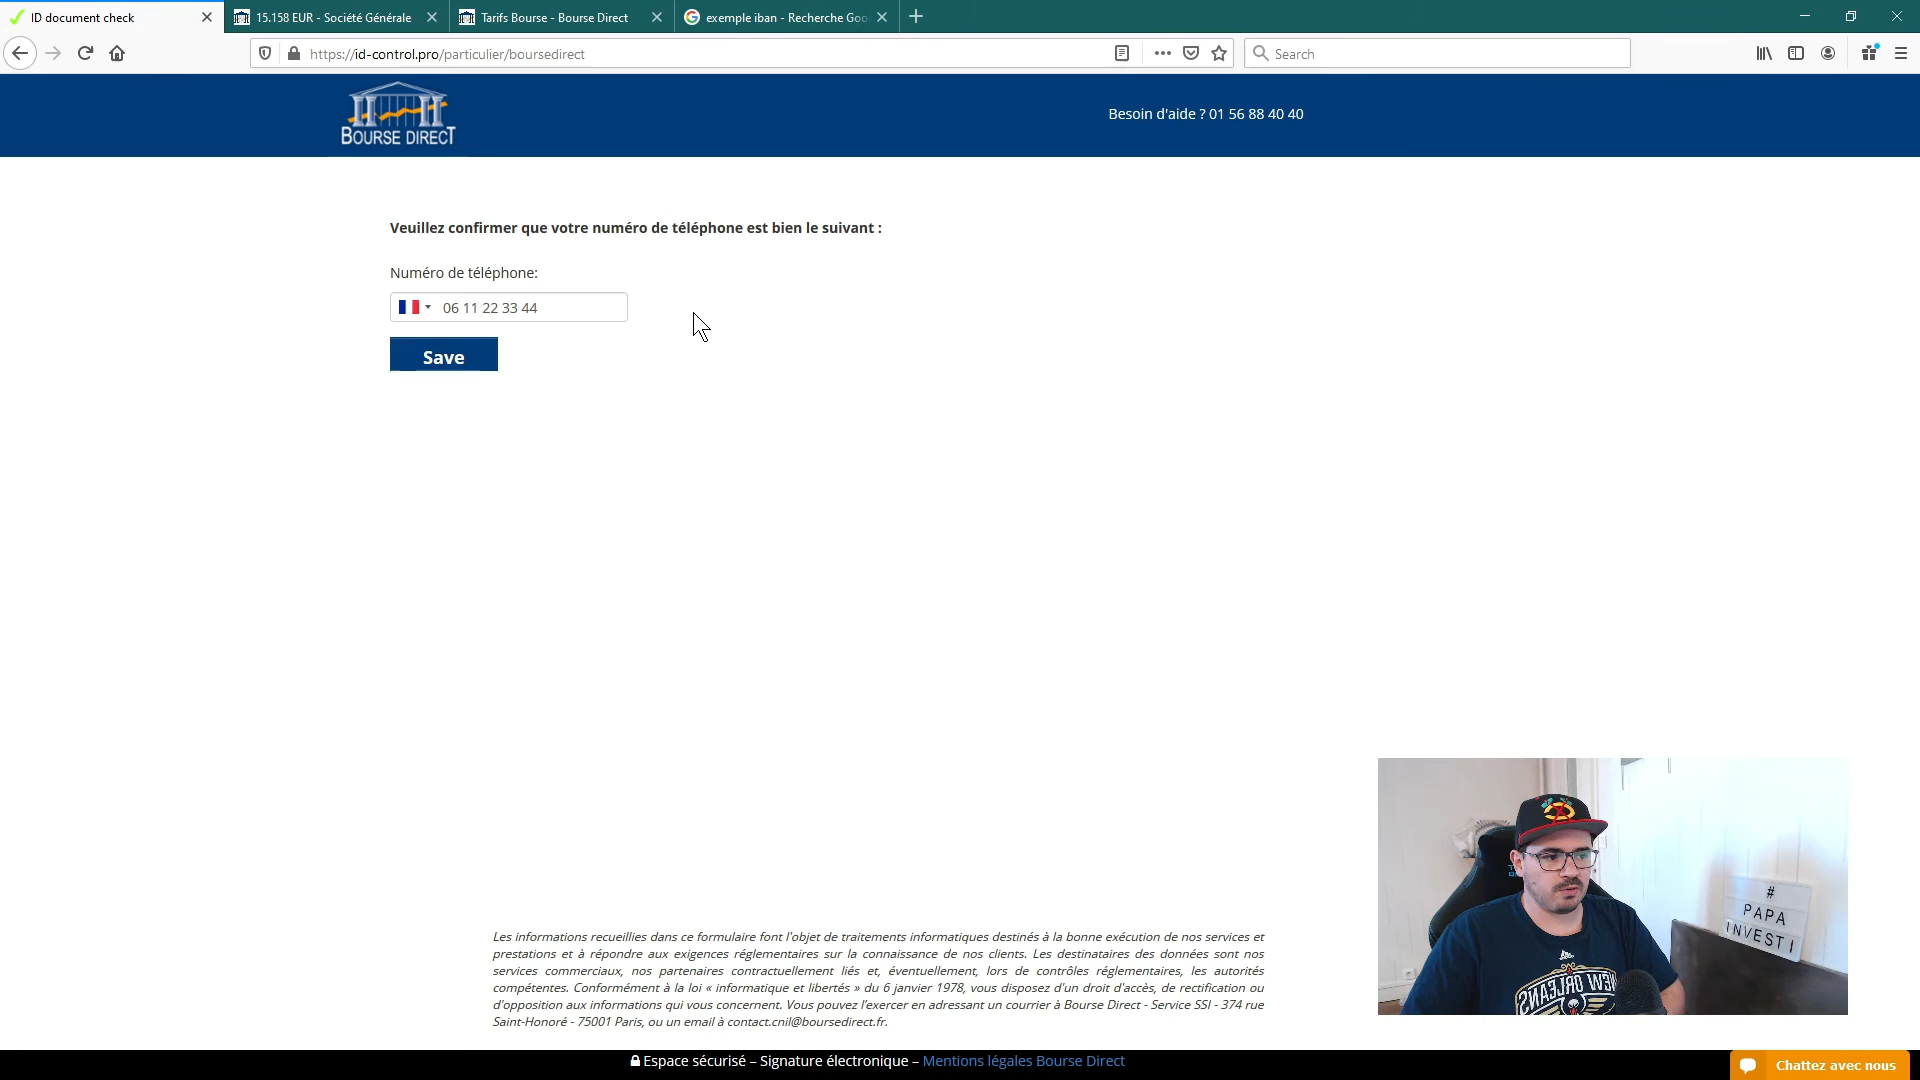 ID document check
15.158 EUR - Société Générale
Tarifs Bourse - Bourse Direct
exemple iban - Recherche Goo
https://id-control.pro/particulier/boursedirect
Search
BOURSE DIRECT
Besoin d'aide ? 01 56 88 40 40
Veuillez confirmer que votre numéro de téléphone est bien le suivant :
Numéro de téléphone:
06 11 22 33 44
Save
# PAPA INVEST I
NEW ORLEANS
Les informations recueillies dans ce formulaire font l'objet de traitements informatiques destinés à la bonne exécution de nos services et
prestations et à répondre aux exigences réglementaires sur la connaissance de nos clients. Les destinataires des données sont nos
services commerciaux, nos partenaires contractuellement liés et, éventuellement, lors de contrôles réglementaires, les autorités
compétentes. Conformément à la loi « informatique et libertés » du 6 janvier 1978, vous disposez d'un droit d'accès, de rectification ou
d'opposition aux informations qui vous concernent. Vous pouvez l'exercer en adressant un courrier à Bourse Direct - Service SSI - 374 rue
Saint-Honoré - 75001 Paris, ou un email à contact.cnil@boursedirect.fr.
Espace sécurisé – Signature électronique – Mentions légales Bourse Direct
Chattez avec nous